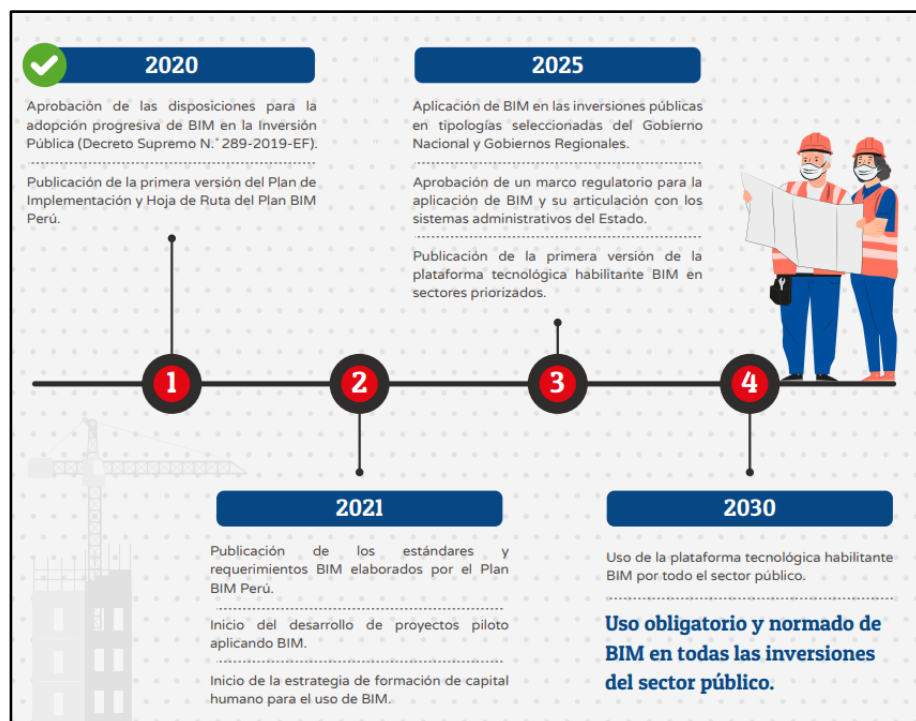 2020
Aprobación de las disposiciones para la
adopción progresiva de BIM en la Inversión
Pública (Decreto Supremo N.° 289-2019-EF).
Publicación de la primera versión del Plan de
Implementación y Hoja de Ruta del Plan BIM
Perú.
2025
Aplicación de BIM en las inversiones públicas
en tipologías seleccionadas del Gobierno
Nacional y Gobiernos Regionales.
Aprobación de un marco regulatorio para la
aplicación de BIM y su articulación con los
sistemas administrativos del Estado.
Publicación de la primera versión de la
plataforma tecnológica habilitante BIM en
sectores priorizados.
1
2
3
4
2021
Publicación de los estándares y
requerimientos BIM elaborados por el Plan
BIM Perú.
Inicio del desarrollo de proyectos piloto
aplicando BIM.
Inicio de la estrategia de formación de capital
humano para el uso de BIM.
2030
Uso de la plataforma tecnológica habilitante
BIM por todo el sector público.
Uso obligatorio y normado de
BIM en todas las inversiones
del sector público.